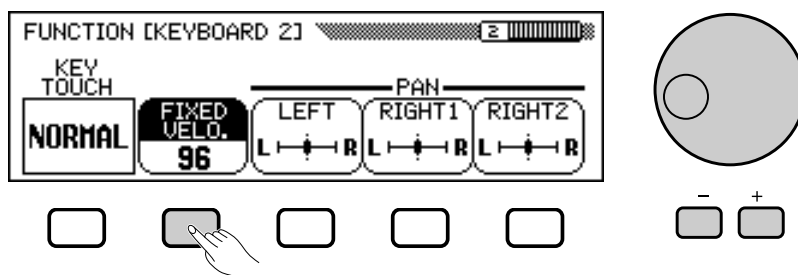 FUNCTION [KEYBOARD 2] 2
KEY
TOUCH
PAN
NORMAL
FIXED
VELO.
96
LEFT
L R
RIGHT1
L R
RIGHT2
L R
– +